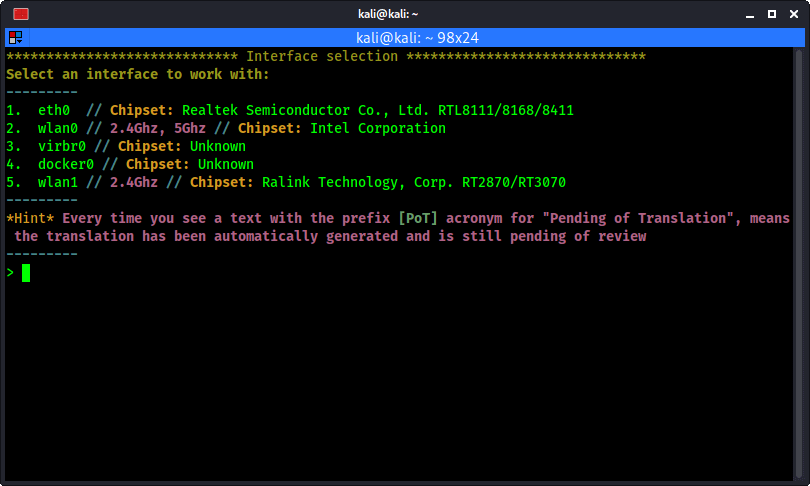 kali@kali: ~
kali@kali: ~ 98x24
***************************** Interface selection ******************************
Select an interface to work with:
---------
1.  eth0  // Chipset: Realtek Semiconductor Co., Ltd. RTL8111/8168/8411
2.  wlan0 // 2.4Ghz, 5Ghz // Chipset: Intel Corporation
3.  virbr0 // Chipset: Unknown
4.  docker0 // Chipset: Unknown
5.  wlan1 // 2.4Ghz // Chipset: Ralink Technology, Corp. RT2870/RT3070
---------
*Hint* Every time you see a text with the prefix [PoT] acronym for "Pending of Translation", means
the translation has been automatically generated and is still pending of review
---------
>